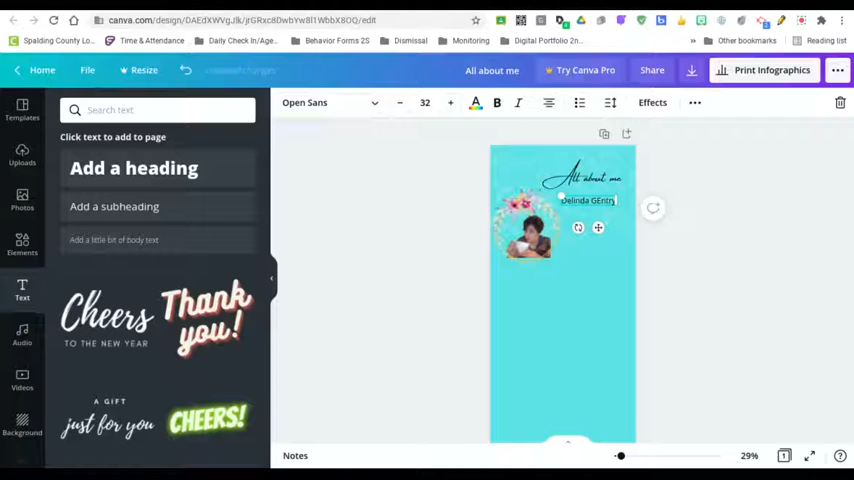 canva.com/design/DAEdXWVgJlk/jrGRxc8DwbYw8l1WbbX8OQ/edit
Spalding County Lo...
Time & Attendance
Daily Check In/Age...
Behavior Forms 2S
Dismissal
Monitoring
Digital Portfolio 2n...
Other bookmarks
Reading list
Home
File
Resize
All about me
Try Canva Pro
Share
Print Infographics
Templates
Uploads
Photos
Elements
Text
Audio
Videos
Background
Search text
Click text to add to page
Add a heading
Add a subheading
Add a little bit of body text
Cheers
TO THE NEW YEAR
Thank
you!
A GIFT
just for you
CHEERS!
Open Sans
32
A
B
I
Effects
All about me
Delinda GEntry
Notes
29%
1